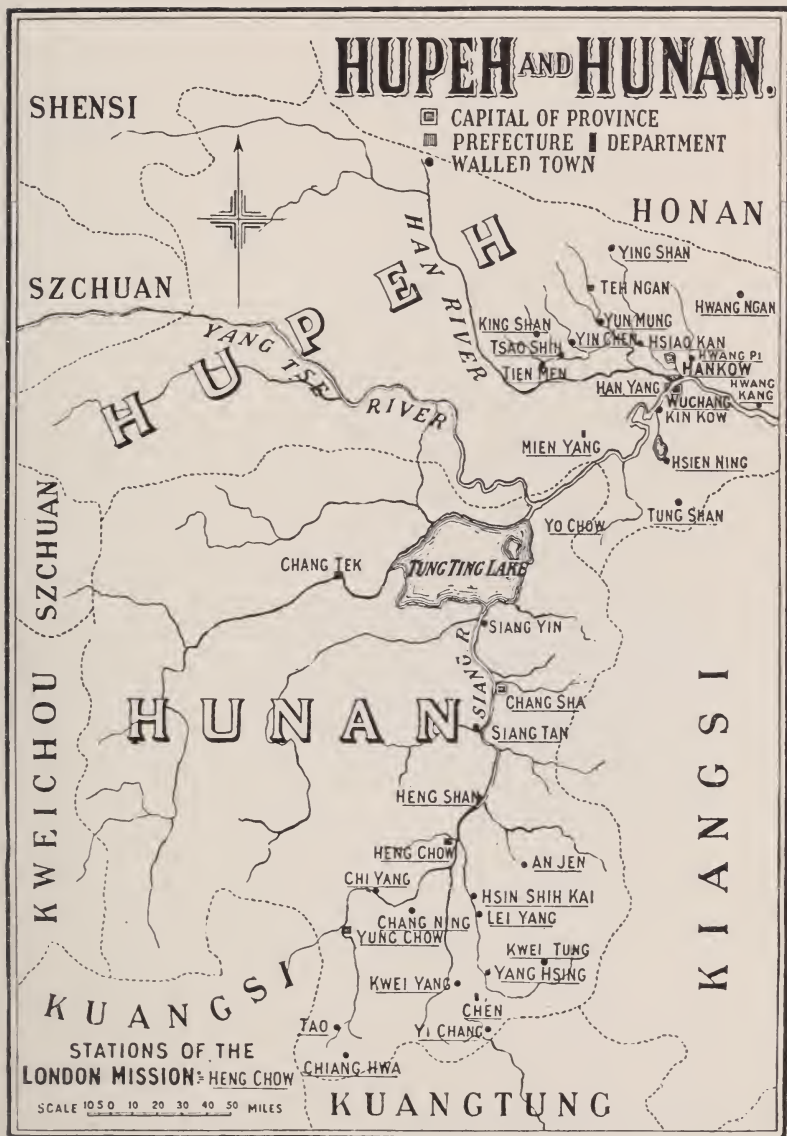 HUPEH AND HUNAN.
CAPITAL OF PROVINCE
PREFECTURE DEPARTMENT
WALLED TOWN
SHENSI
HONAN
SZCHUAN
HUPEH
HAN RIVER
YANG TSE RIVER
YING SHAN
TEH NGAN
HWANG NGAN
KING SHAN
YUN MUNG
TSAO SHIH
YIN CHEN
HSIAO KAN
HWANG PI
TIEN MEN
HANKOW
HAN YANG
HWANG KANG
WUCHANG
KIN KOW
MIEN YANG
HSIEN NING
SZCHUAN
YO CHOW
TUNG SHAN
CHANG TEK
TUNG TING LAKE
SIANG YIN
SIANG R
CHANG SHA
HUNAN
SIANG TAN
KWEICHOU
KIANGSI
HENG SHAN
HENG CHOW
AN JEN
CHI YANG
HSIN SHIH KAI
CHANG NING
LEI YANG
YUNG CHOW
KWEI TUNG
YANG HSING
KWEI YANG
CHEN
KUANGSI
TAO
YI CHANG
STATIONS OF THE
LONDON MISSION:- HENG CHOW
CHIANG HWA
SCALE 10 5 0 10 20 30 40 50 MILES
KUANGTUNG